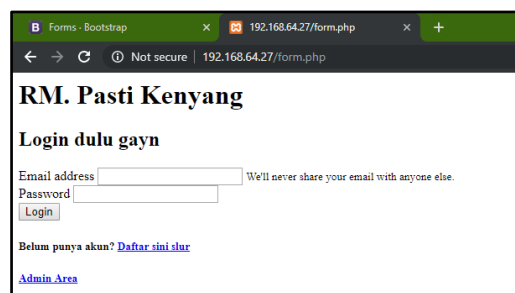 Forms · Bootstrap
192.168.64.27/form.php
Not secure | 192.168.64.27/form.php
RM. Pasti Kenyang
Login dulu gayn
Email address We'll never share your email with anyone else.
Password
Login
Belum punya akun? Daftar sini slur
Admin Area